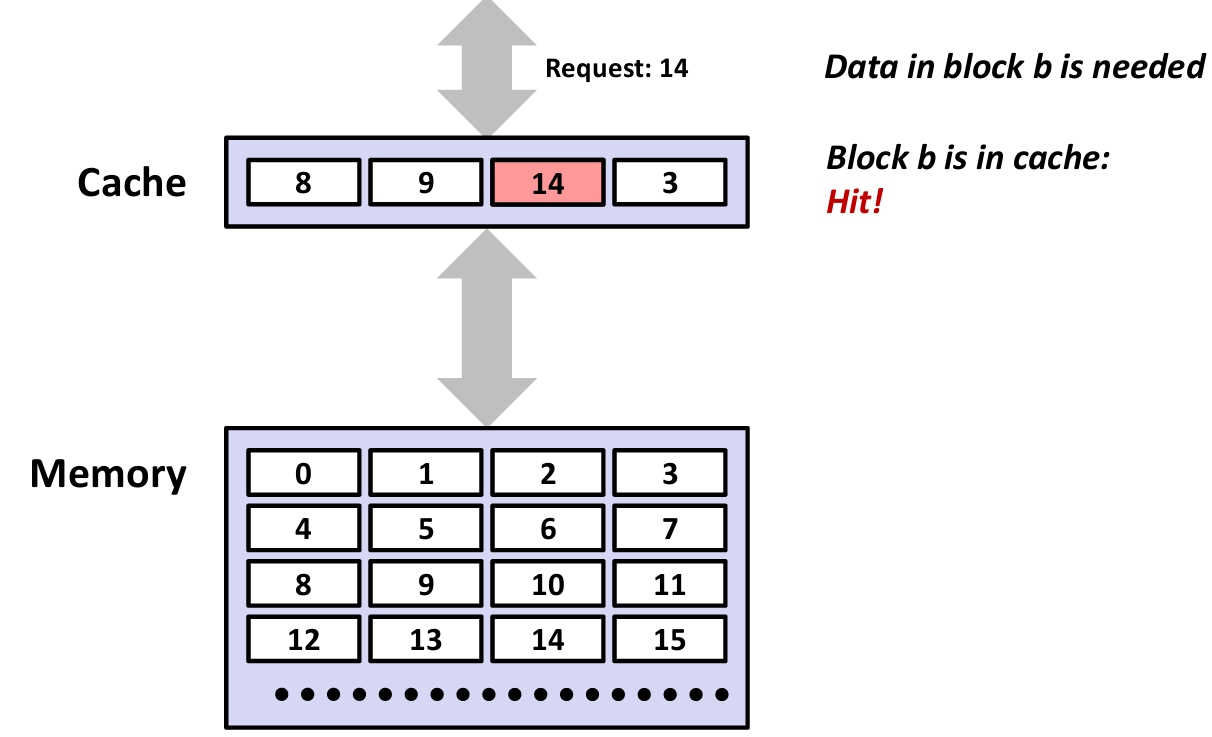 Request: 14
Data in block b is needed
Cache
8 9 14 3
Block b is in cache:
Hit!
Memory
0 1 2 3
4 5 6 7
8 9 10 11
12 13 14 15